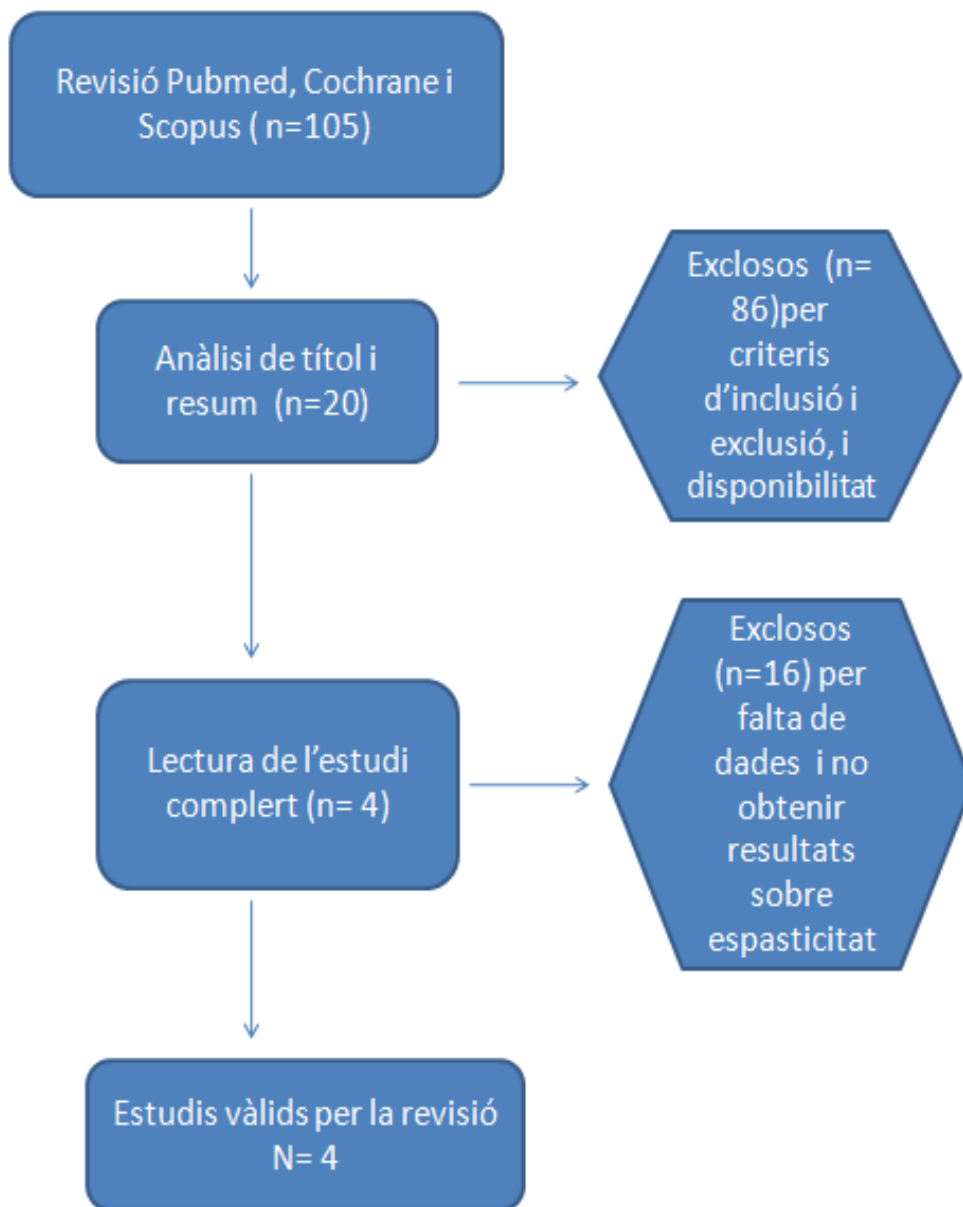 Revisió Pubmed, Cochrane i
Scopus ( n=105)
Exclosos (n=
86)per
criteris
d'inclusió i
exclusió, i
disponibilitat
Anàlisi de títol i
resum (n=20)
Exclosos
(n=16) per
falta de
dades i no
obtenir
resultats
sobre
espasticitat
Lectura de l'estudi
complert (n= 4)
Estudis vàlids per la revisió
N= 4